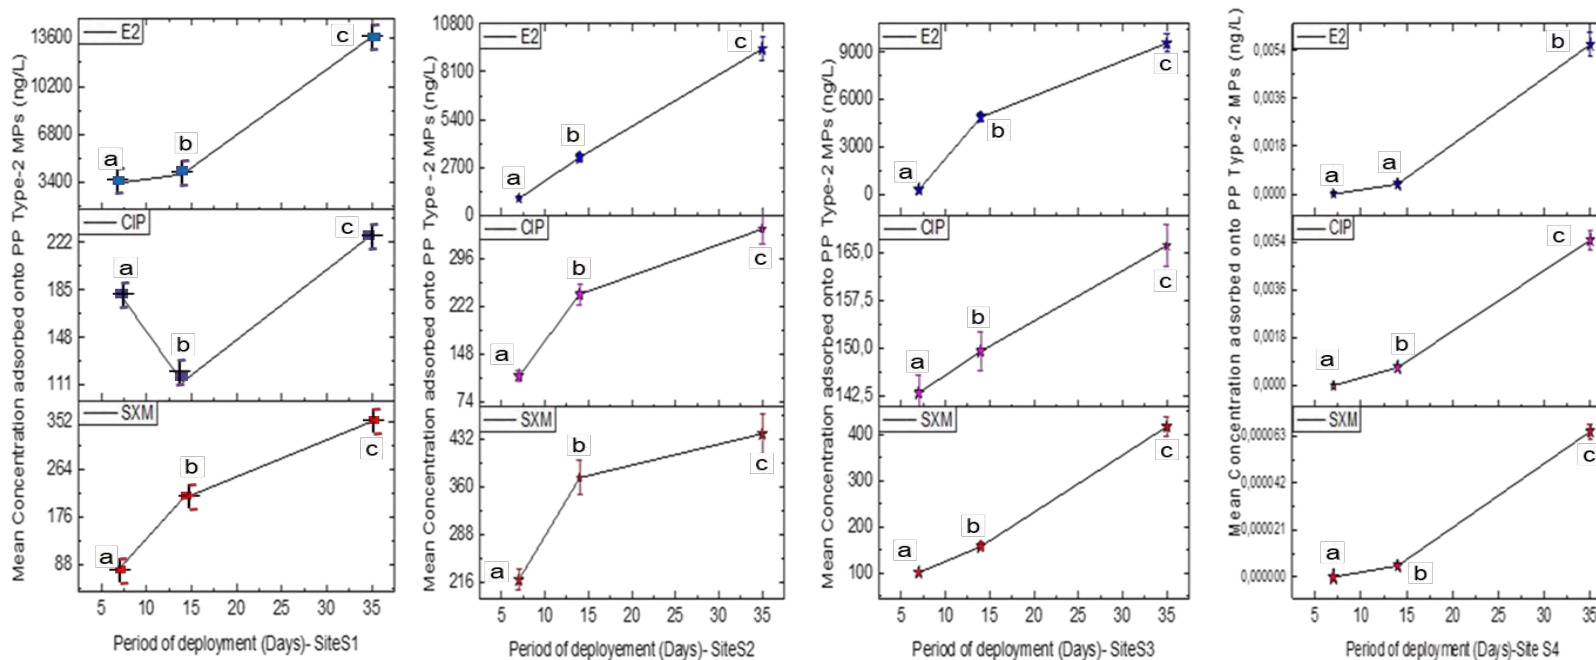 Mean Concentration adsorbed onto PP Type-2 MPs (ng/L)
E2
13600
10200
6800
3400
a
b
c
CIP
222
185
148
111
a
b
c
SXM
352
264
176
88
a
b
c
5 10 15 20 25 30 35
Period of deployment (Days)- SiteS1
Mean Concentration adsorbed onto PP Type-2 MPs (ng/L)
E2
10800
8100
5400
2700
0
a
b
c
CIP
296
222
148
74
a
b
c
SXM
432
360
288
216
a
b
c
5 10 15 20 25 30 35
Period of deployement (Days)- SiteS2
Mean Concentration adsorbed onto PP Type-2 MPs (ng/L)
E2
9000
6000
3000
0
a
b
c
CIP
165,0
157,5
150,0
142,5
a
b
c
SXM
400
300
200
100
a
b
c
5 10 15 20 25 30 35
Period of deployment (Days)- SiteS3
Mean Concentration adsorbed onto PP Type-2 MPs (ng/L)
E2
0,0054
0,0036
0,0018
0,0000
a
a
b
CIP
0,0054
0,0036
0,0018
0,0000
a
b
c
SXM
0,000063
0,000042
0,000021
0,000000
a
b
c
5 10 15 20 25 30 35
Period of deployment (Days)-Site S4